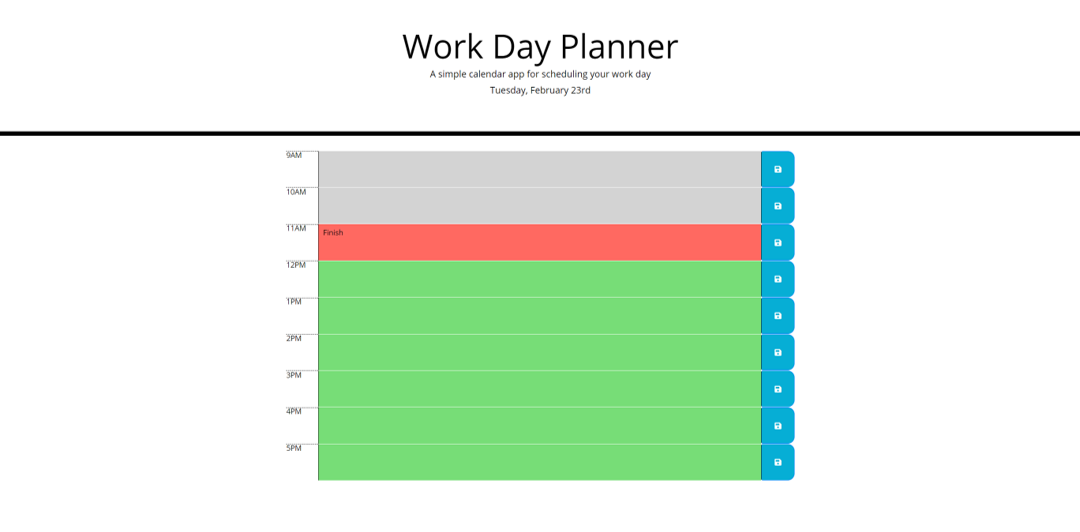 Work Day Planner
A simple calendar app for scheduling your work day
Tuesday, February 23rd
9AM
10AM
11AM
Finish
12PM
1PM
2PM
3PM
4PM
5PM